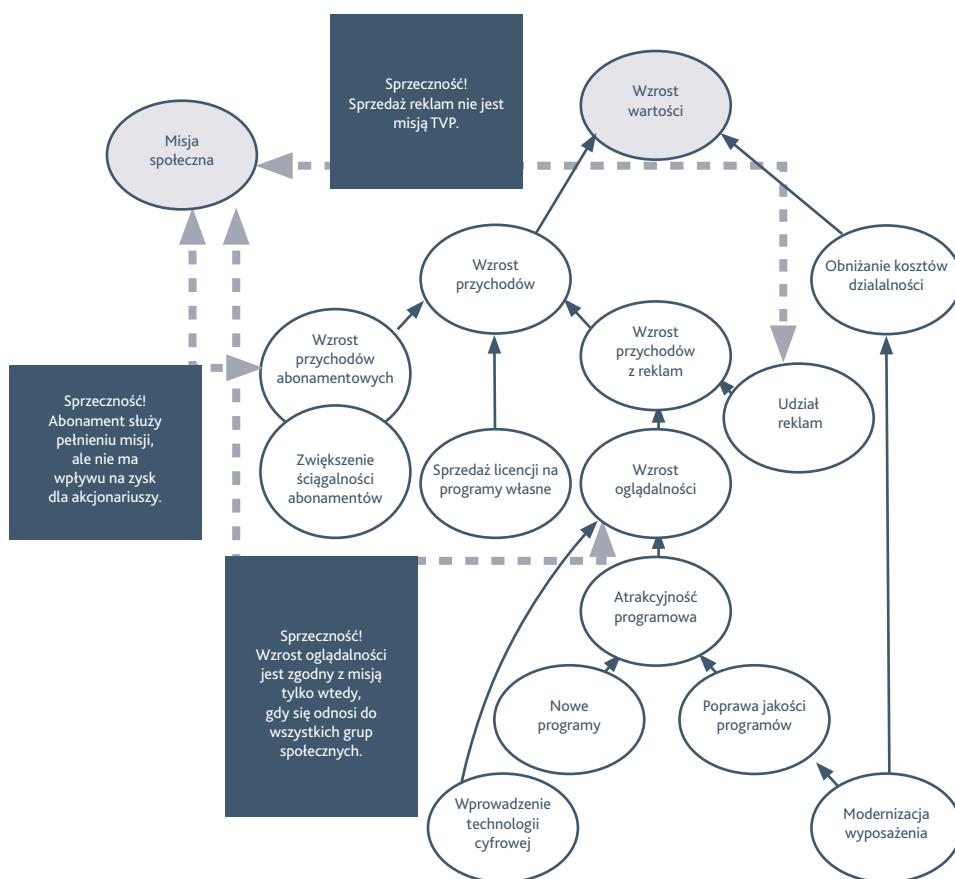 Sprzeczność!
Sprzedaż reklam nie jest
misją TVP.
Wzrost
wartości
Misja
społeczna
Wzrost
przychodów
Obniżanie kosztów
dzialalności
Wzrost
przychodów
abonamentowych
Wzrost
przychodów
z reklam
Sprzeczność!
Abonament służy
pełnieniu misji,
ale nie ma
wpływu na zysk
dla akcjonariuszy.
Udział
reklam
Zwiększenie
ściągalności
abonamentów
Sprzedaż licencji na
programy własne
Wzrost
oglądalności
Atrakcyjność
programowa
Sprzeczność!
Wzrost oglądalności
jest zgodny z misją
tylko wtedy,
gdy się odnosi do
wszystkich grup
społecznych.
Nowe
programy
Poprawa jakości
programów
Wprowadzenie
technologii
cyfrowej
Modernizacja
wyposażenia